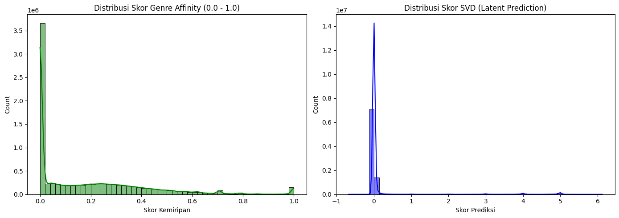 Distribusi Skor Genre Affinity (0.0 - 1.0)
1e6
3.5
3.0
2.5
2.0
1.5
1.0
0.5
0.0
Count
0.0 0.2 0.4 0.6 0.8 1.0
Skor Kemiripan
Distribusi Skor SVD (Latent Prediction)
1e7
1.4
1.2
1.0
0.8
0.6
0.4
0.2
0.0
Count
−1 0 1 2 3 4 5 6
Skor Prediksi